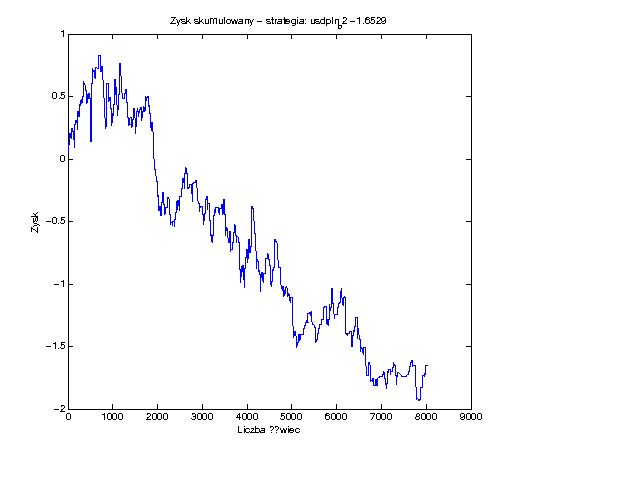 Zysk skumulowany – strategia: usdpln_b2 –1.6529
1
0.5
0
−0.5
−1
−1.5
−2
Zysk
0 1000 2000 3000 4000 5000 6000 7000 8000 9000
Liczba ??wiec